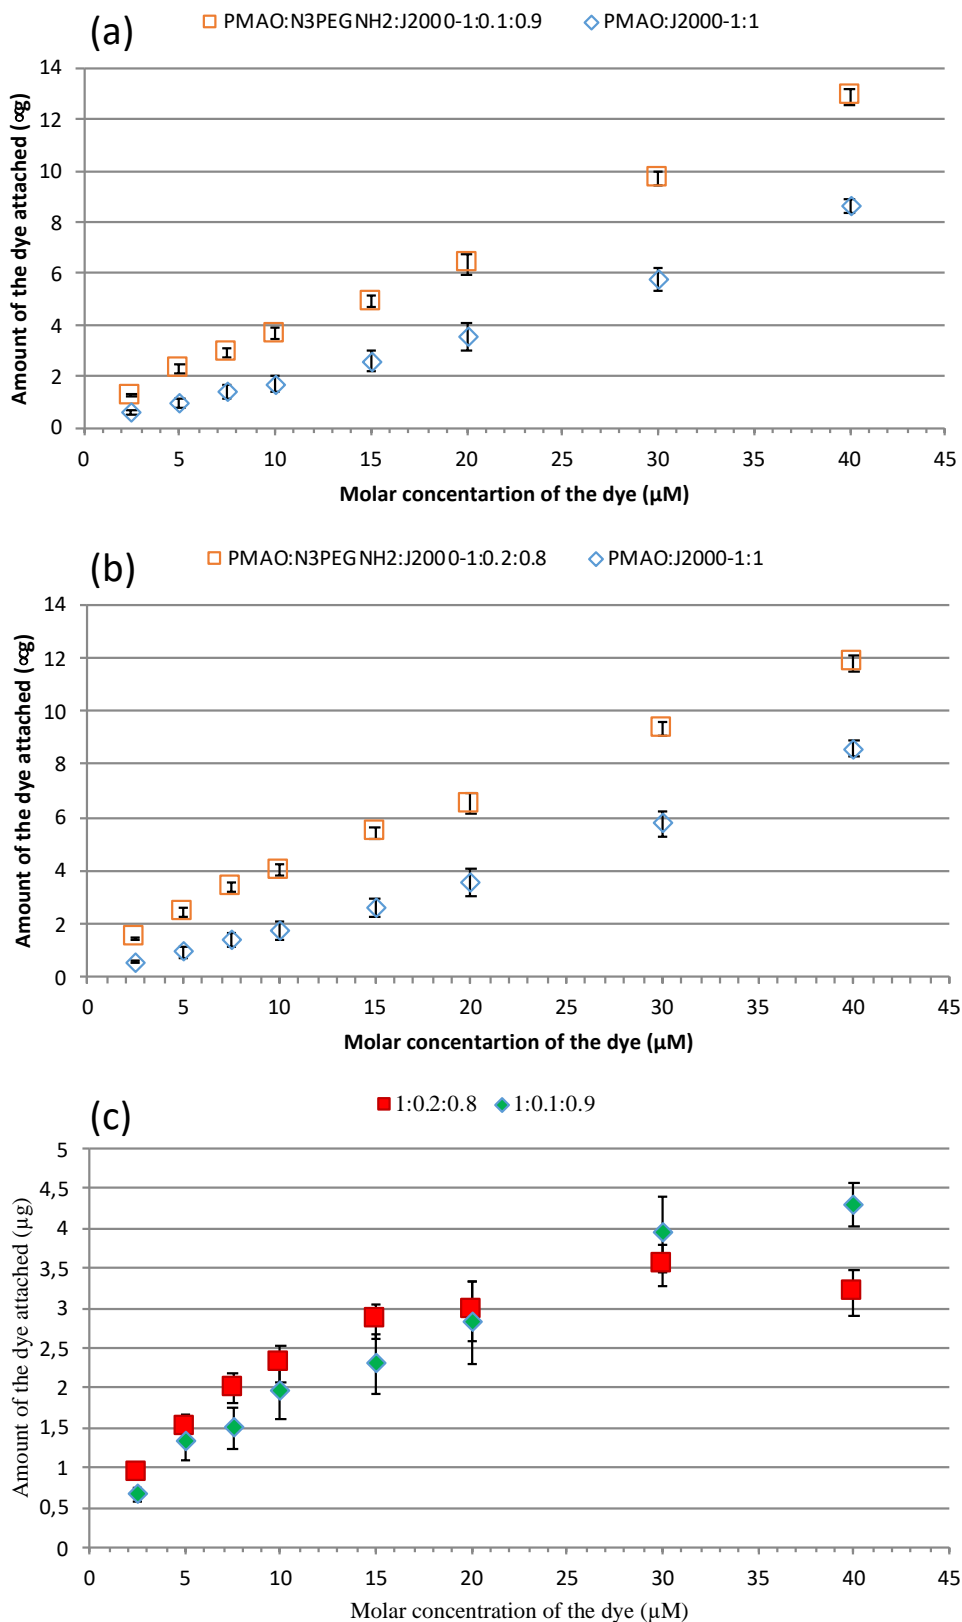 (a)
PMAO:N3PEGNH2:J2000-1:0.1:0.9 PMAO:J2000-1:1
Amount of the dye attached (∝g)
14
12
10
8
6
4
2
0
0 5 10 15 20 25 30 35 40 45
Molar concentartion of the dye (µM)
(b)
PMAO:N3PEGNH2:J2000-1:0.2:0.8 PMAO:J2000-1:1
Amount of the dye attached (∝g)
14
12
10
8
6
4
2
0
0 5 10 15 20 25 30 35 40 45
Molar concentartion of the dye (µM)
(c)
1:0.2:0.8 1:0.1:0.9
Amount of the dye attached (µg)
5
4,5
4
3,5
3
2,5
2
1,5
1
0,5
0
0 5 10 15 20 25 30 35 40 45
Molar concentration of the dye (µM)